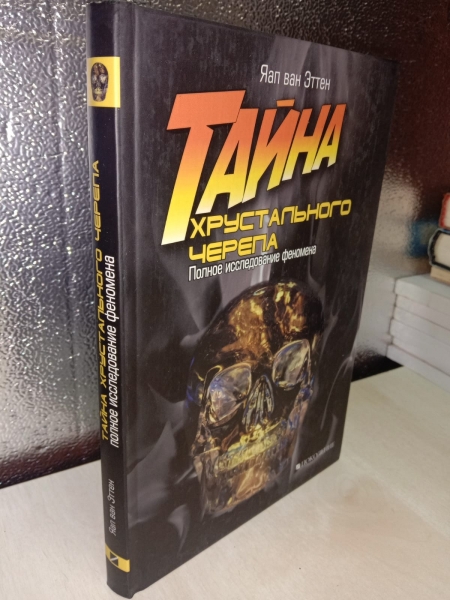 Яап ван Эттен
ТАЙНА
ХРУСТАЛЬНОГО
ЧЕРЕПА
Полное исследование феномена
ТАЙНА ХРУСТАЛЬНОГО ЧЕРЕПА
полное исследование феномена
Яап ван Эттен